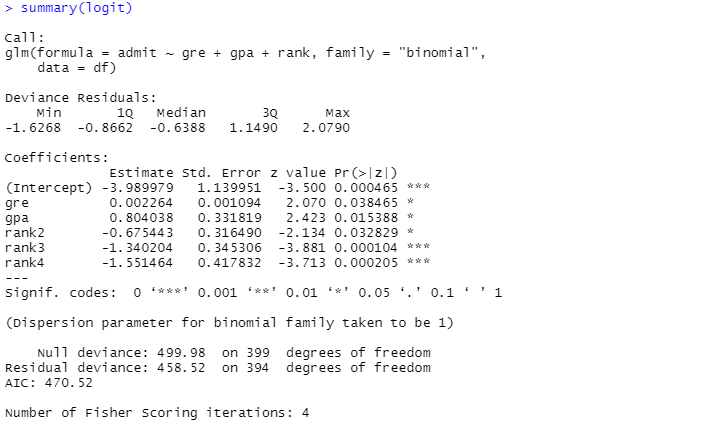 > summary(logit)
Call:
glm(formula = admit ~ gre + gpa + rank, family = "binomial",
    data = df)
Deviance Residuals:
    Min      1Q  Median      3Q     Max
-1.6268 -0.8662 -0.6388  1.1490  2.0790
Coefficients:
             Estimate Std. Error z value Pr(>|z|)
(Intercept) -3.989979   1.139951  -3.500 0.000465 ***
gre          0.002264   0.001094   2.070 0.038465 *
gpa          0.804038   0.331819   2.423 0.015388 *
rank2       -0.675443   0.316490  -2.134 0.032829 *
rank3       -1.340204   0.345306  -3.881 0.000104 ***
rank4       -1.551464   0.417832  -3.713 0.000205 ***
---
Signif. codes:  0 ‘***’ 0.001 ‘**’ 0.01 ‘*’ 0.05 ‘.’ 0.1 ‘ ’ 1
(Dispersion parameter for binomial family taken to be 1)
    Null deviance: 499.98  on 399  degrees of freedom
Residual deviance: 458.52  on 394  degrees of freedom
AIC: 470.52
Number of Fisher Scoring iterations: 4